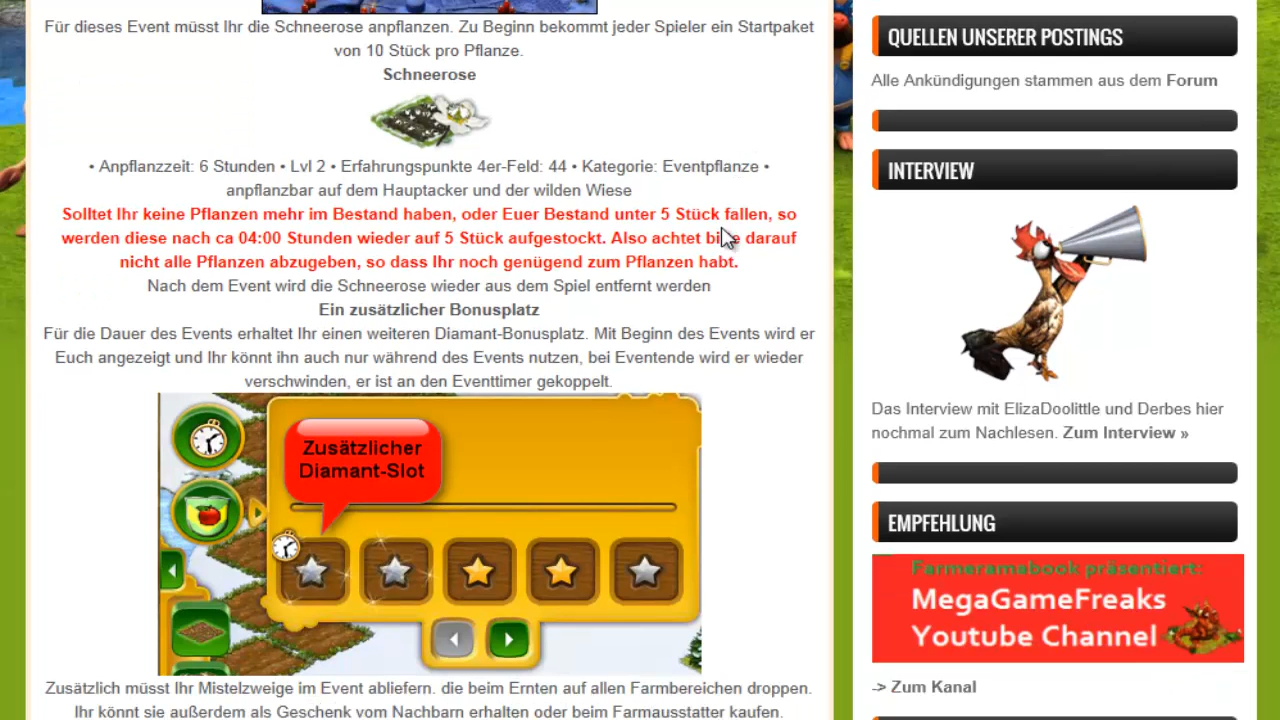 Für dieses Event müsst Ihr die Schneerose anpflanzen. Zu Beginn bekommt jeder Spieler ein Startpaket
von 10 Stück pro Pflanze.
Schneerose
• Anpflanzzeit: 6 Stunden • Lvl 2 • Erfahrungspunkte 4er-Feld: 44 • Kategorie: Eventpflanze •
anpflanzbar auf dem Hauptacker und der wilden Wiese
Solltet Ihr keine Pflanzen mehr im Bestand haben, oder Euer Bestand unter 5 Stück fallen, so
werden diese nach ca 04:00 Stunden wieder auf 5 Stück aufgestockt. Also achtet bitte darauf
nicht alle Pflanzen abzugeben, so dass Ihr noch genügend zum Pflanzen habt.
Nach dem Event wird die Schneerose wieder aus dem Spiel entfernt werden
Ein zusätzlicher Bonusplatz
Für die Dauer des Events erhaltet Ihr einen weiteren Diamant-Bonusplatz. Mit Beginn des Events wird er
Euch angezeigt und Ihr könnt ihn auch nur während des Events nutzen, bei Eventende wird er wieder
verschwinden, er ist an den Eventtimer gekoppelt.
Zusätzlicher
Diamant-Slot
Zusätzlich müsst Ihr Mistelzweige im Event abliefern. die beim Ernten auf allen Farmbereichen droppen.
Ihr könnt sie außerdem als Geschenk vom Nachbarn erhalten oder beim Farmausstatter kaufen.
QUELLEN UNSERER POSTINGS
Alle Ankündigungen stammen aus dem Forum
INTERVIEW
Das Interview mit ElizaDoolittle und Derbes hier
nochmal zum Nachlesen. Zum Interview »
EMPFEHLUNG
Farmeramabook präsentiert:
MegaGameFreaks
Youtube Channel
-> Zum Kanal